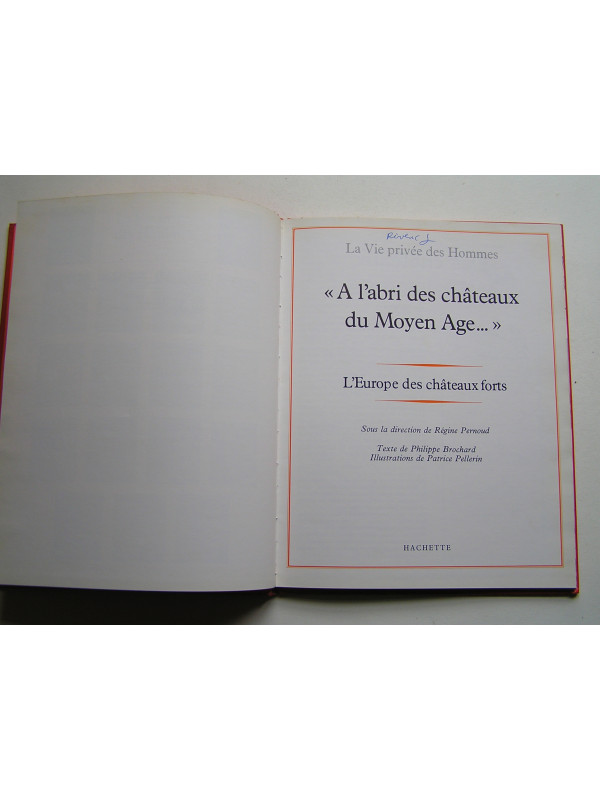 La Vie privée des Hommes
« A l'abri des châteaux
du Moyen Age... »
L'Europe des châteaux forts
Sous la direction de Régine Pernoud
Texte de Philippe Brochard
Illustrations de Patrice Pellerin
HACHETTE